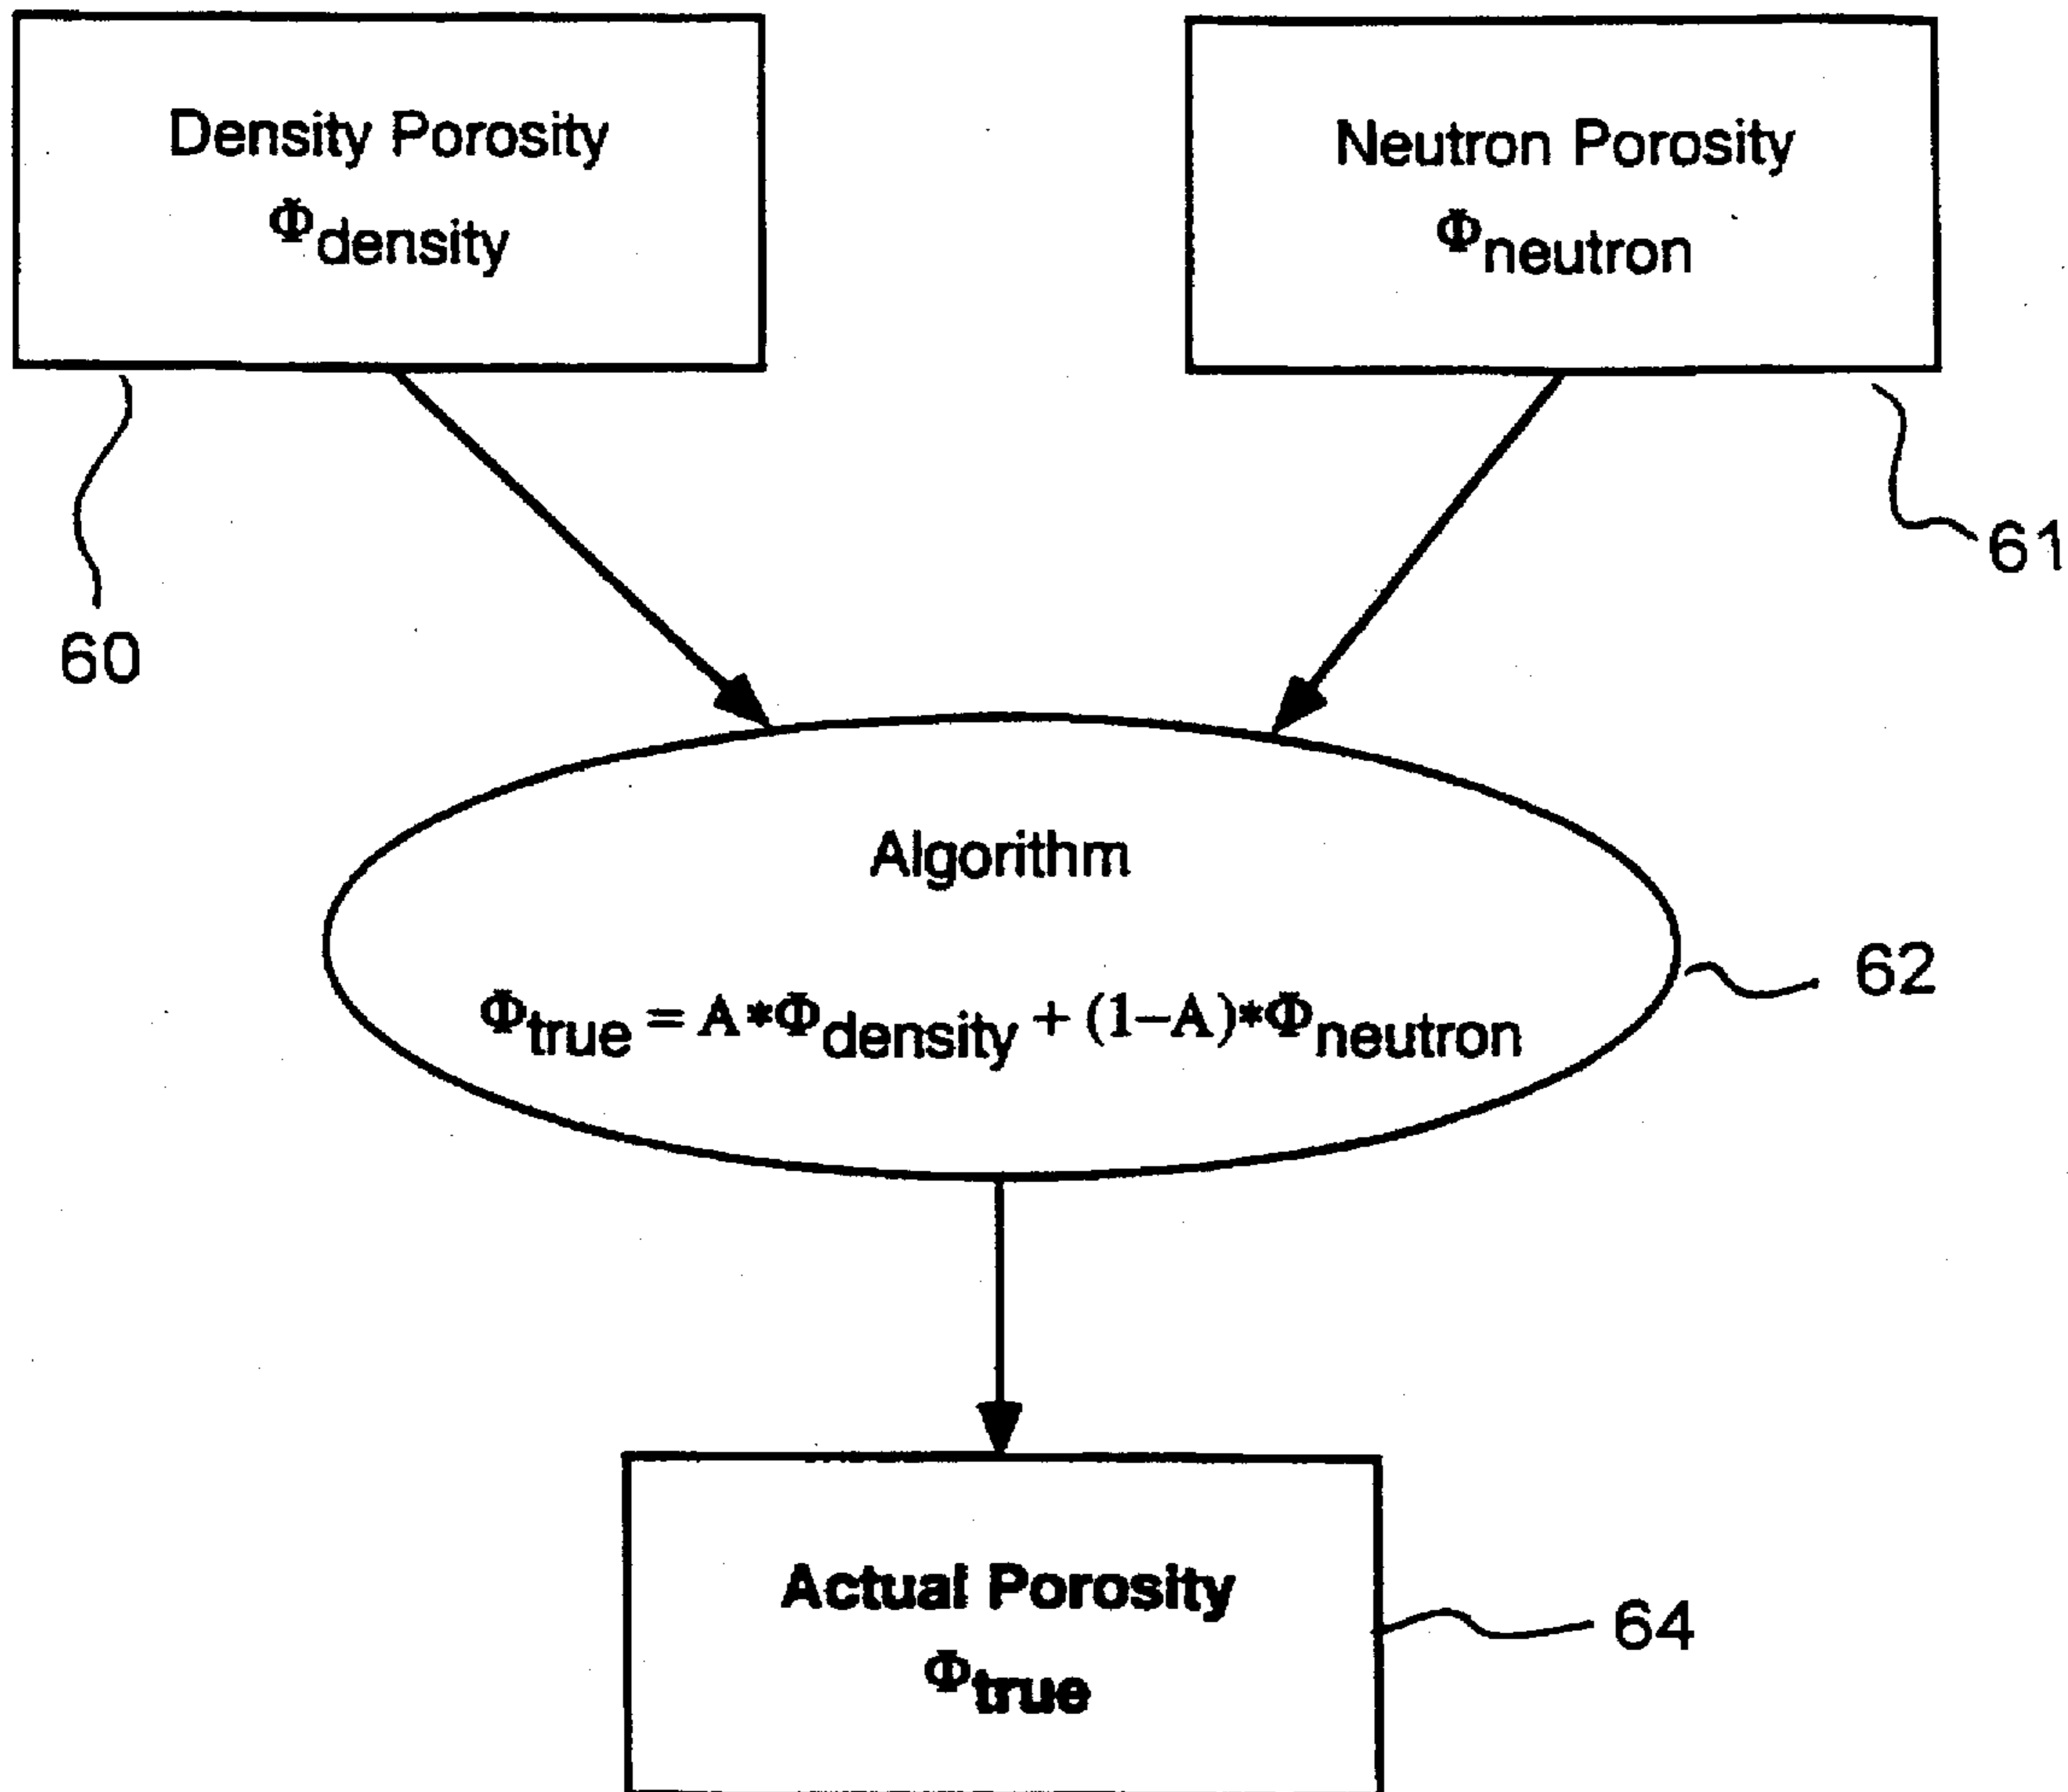 Density Porosity
Φdensity
Neutron Porosity
Φneutron
61
60
Algorithm
Φtrue = A*Φdensity + (1–A)*Φneutron
62
Actual Porosity
Φtrue
64